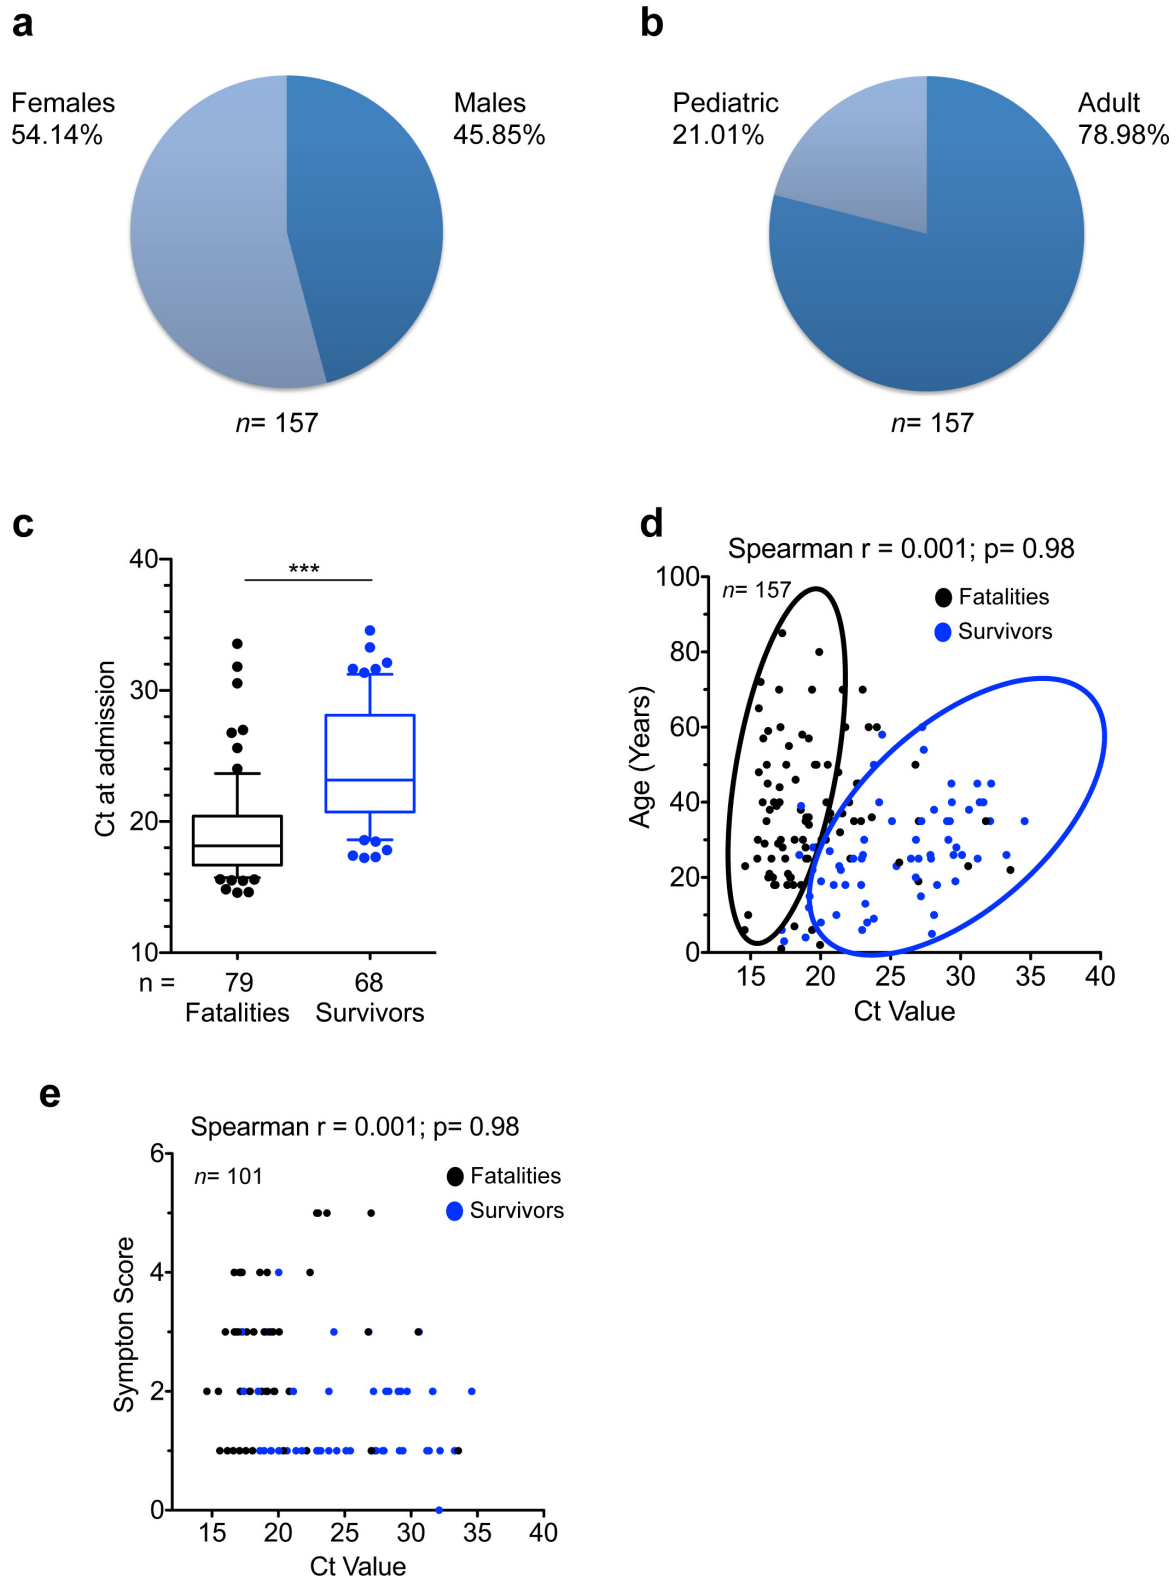 a
Females
54.14%
Males
45.85%
n= 157
b
Pediatric
21.01%
Adult
78.98%
n= 157
c
Ct at admission
40
30
20
10
***
n =
79
68
Fatalities
Survivors
d
Spearman r = 0.001; p= 0.98
n= 157
Fatalities
Survivors
Age (Years)
100
80
60
40
20
0
15
20
25
30
35
40
Ct Value
e
Spearman r = 0.001; p= 0.98
n= 101
Fatalities
Survivors
Sympton Score
6
4
2
0
15
20
25
30
35
40
Ct Value